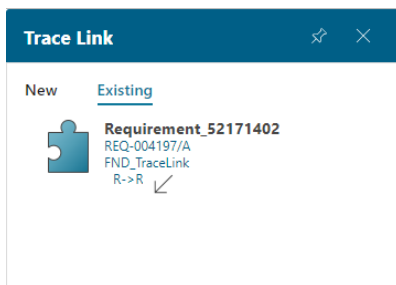 Trace Link
New Existing
Requirement_52171402
REQ-004197/A
FND_TraceLink
R->R